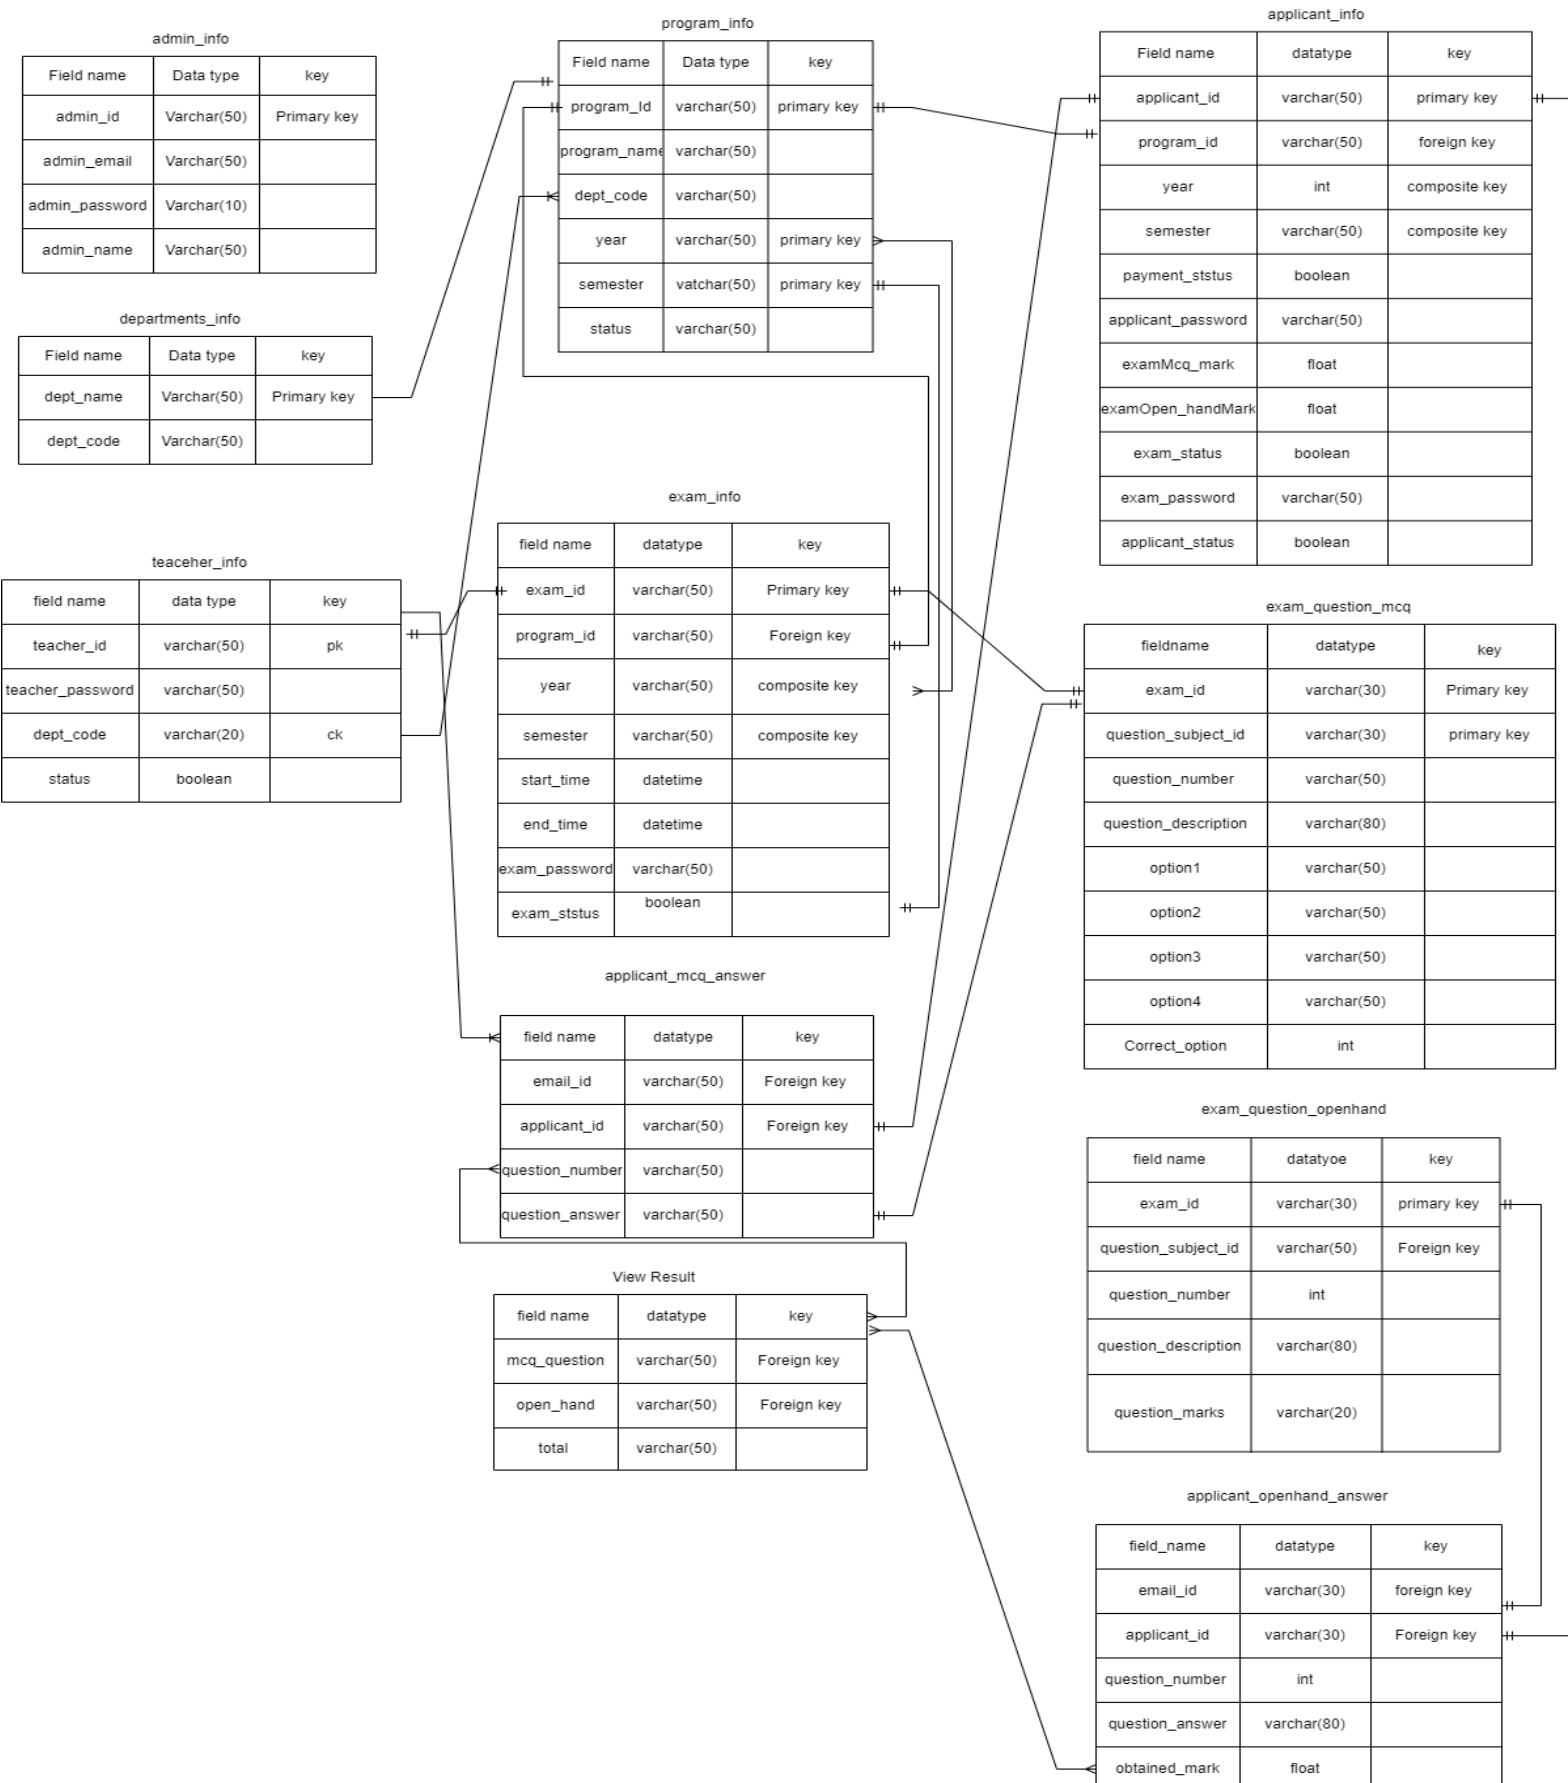 admin_info
Field name Data type key
admin_id Varchar(50) Primary key
admin_email Varchar(50)
admin_password Varchar(10)
admin_name Varchar(50)
departments_info
Field name Data type key
dept_name Varchar(50) Primary key
dept_code Varchar(50)
teaceher_info
field name data type key
teacher_id varchar(50) pk
teacher_password varchar(50)
dept_code varchar(20) ck
status boolean
program_info
Field name Data type key
program_Id varchar(50) primary key
program_name varchar(50)
dept_code varchar(50)
year varchar(50) primary key
semester vatchar(50) primary key
status varchar(50)
exam_info
field name datatype key
exam_id varchar(50) Primary key
program_id varchar(50) Foreign key
year varchar(50) composite key
semester varchar(50) composite key
start_time datetime
end_time datetime
exam_password varchar(50)
exam_ststus boolean
applicant_mcq_answer
field name datatype key
email_id varchar(50) Foreign key
applicant_id varchar(50) Foreign key
question_number varchar(50)
question_answer varchar(50)
View Result
field name datatype key
mcq_question varchar(50) Foreign key
open_hand varchar(50) Foreign key
total varchar(50)
applicant_info
Field name datatype key
applicant_id varchar(50) primary key
program_id varchar(50) foreign key
year int composite key
semester varchar(50) composite key
payment_ststus boolean
applicant_password varchar(50)
examMcq_mark float
examOpen_handMark float
exam_status boolean
exam_password varchar(50)
applicant_status boolean
exam_question_mcq
fieldname datatype key
exam_id varchar(30) Primary key
question_subject_id varchar(30) primary key
question_number varchar(50)
question_description varchar(80)
option1 varchar(50)
option2 varchar(50)
option3 varchar(50)
option4 varchar(50)
Correct_option int
exam_question_openhand
field name datatyoe key
exam_id varchar(30) primary key
question_subject_id varchar(50) Foreign key
question_number int
question_description varchar(80)
question_marks varchar(20)
applicant_openhand_answer
field_name datatype key
email_id varchar(30) foreign key
applicant_id varchar(30) Foreign key
question_number int
question_answer varchar(80)
obtained_mark float